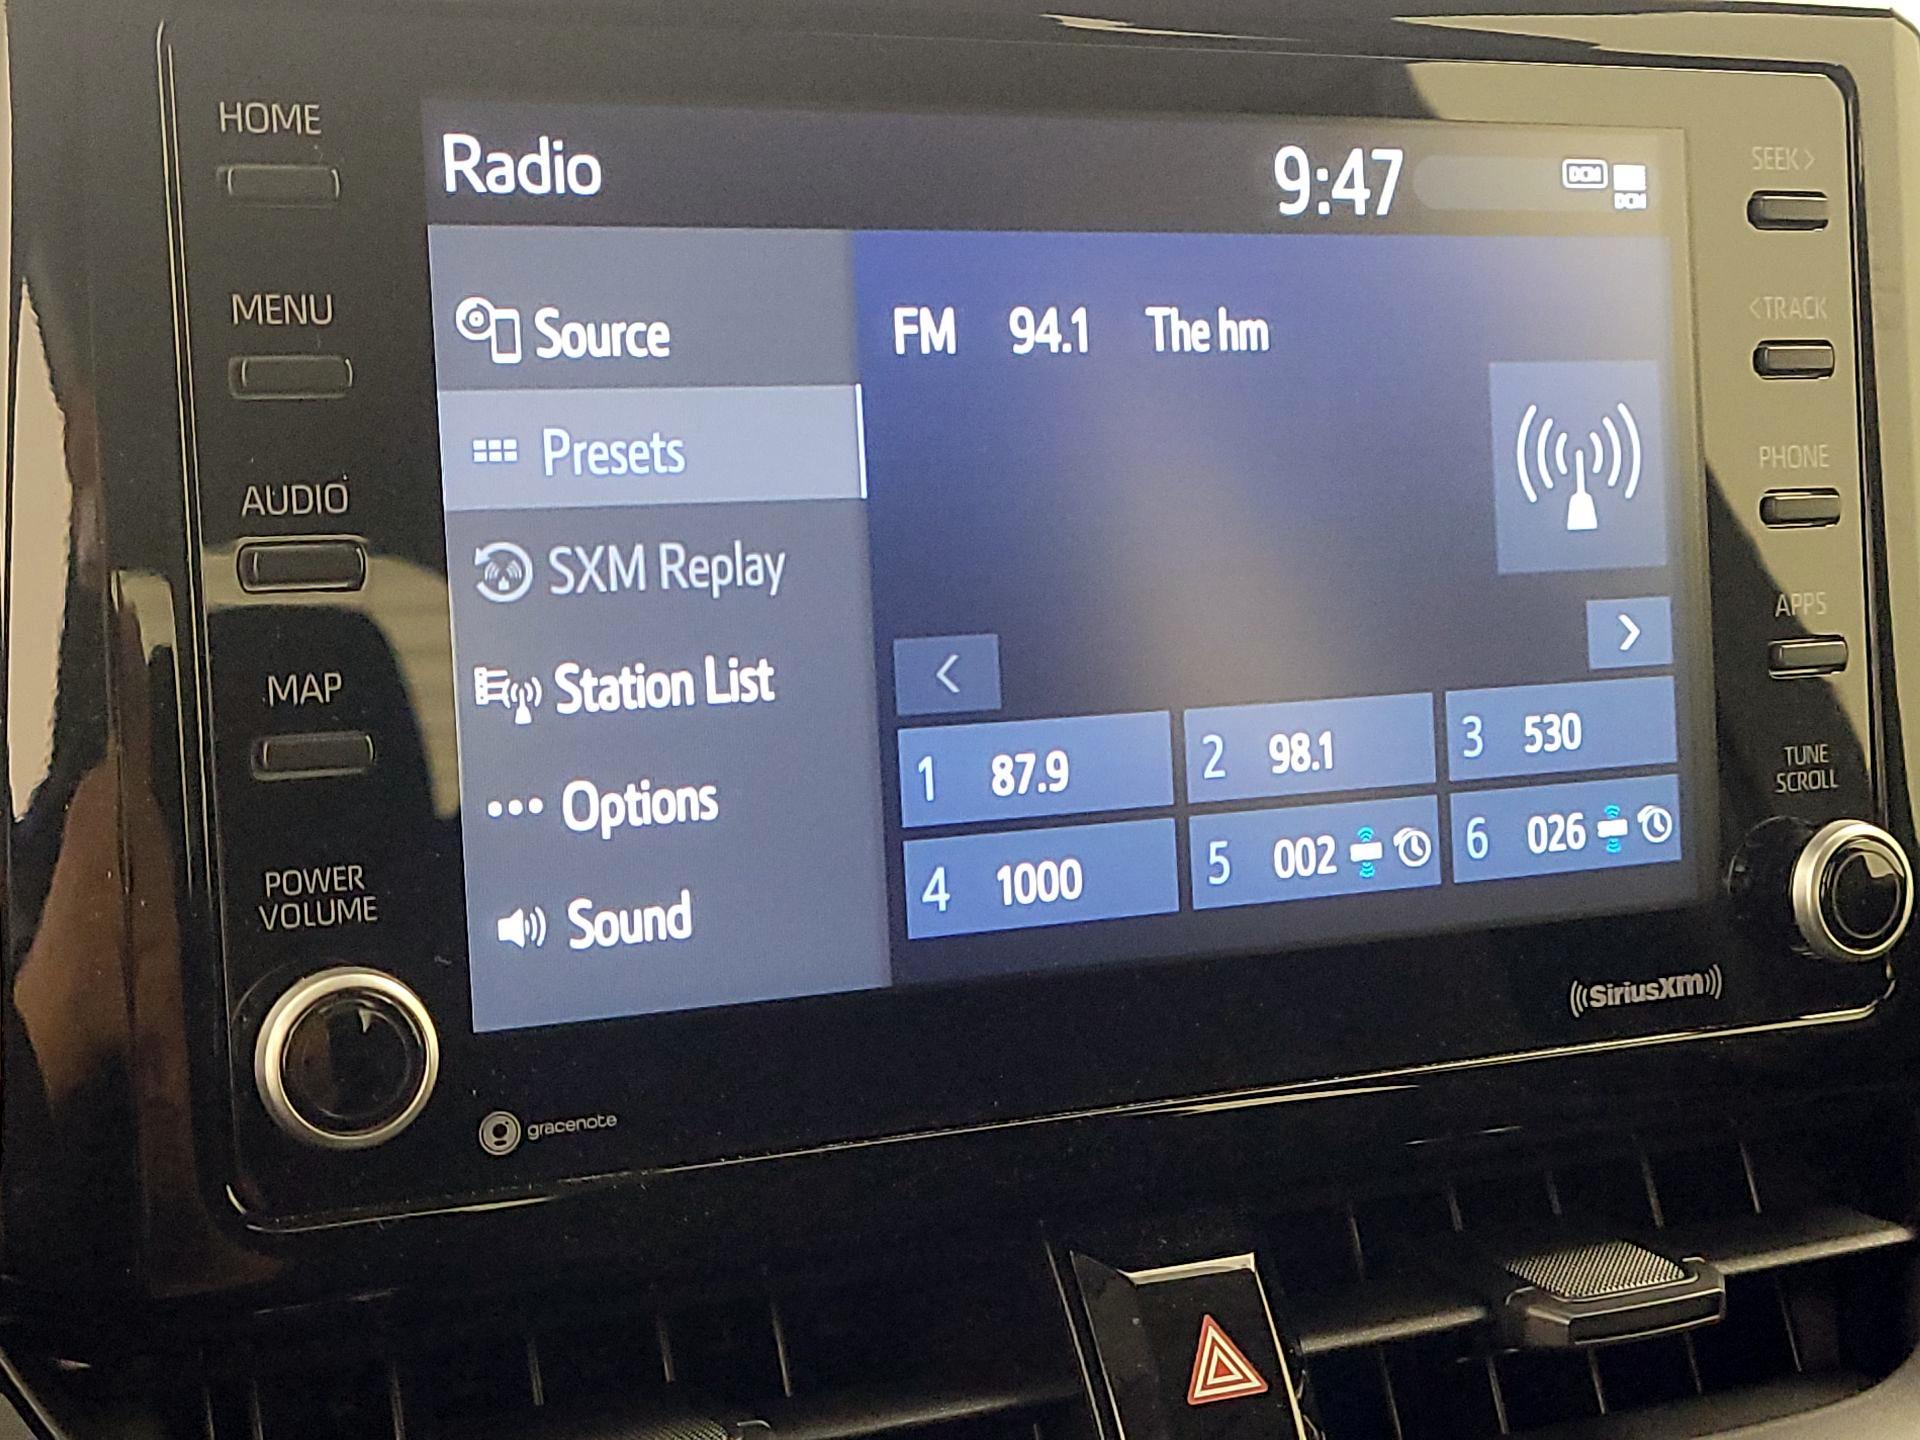 HOME
MENU
AUDIO
MAP
POWER
VOLUME
Radio
9:47
DCM
DCM
Source
Presets
SXM Replay
Station List
Options
Sound
FM 94.1 The hm
<
>
1 87.9
2 98.1
3 530
4 1000
5 002
6 026
SEEK>
<TRACK
PHONE
APPS
TUNE
SCROLL
gracenote
((SiriusXM))